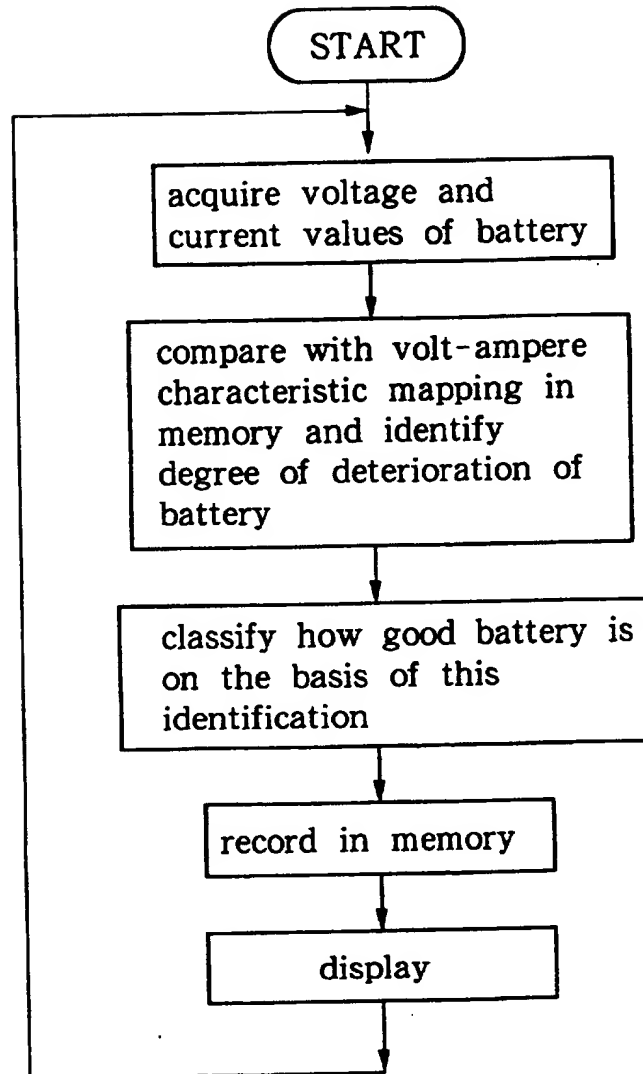 START
acquire voltage and
current values of battery
compare with volt-ampere
characteristic mapping in
memory and identify
degree of deterioration of
battery
classify how good battery is
on the basis of this
identification
record in memory
display